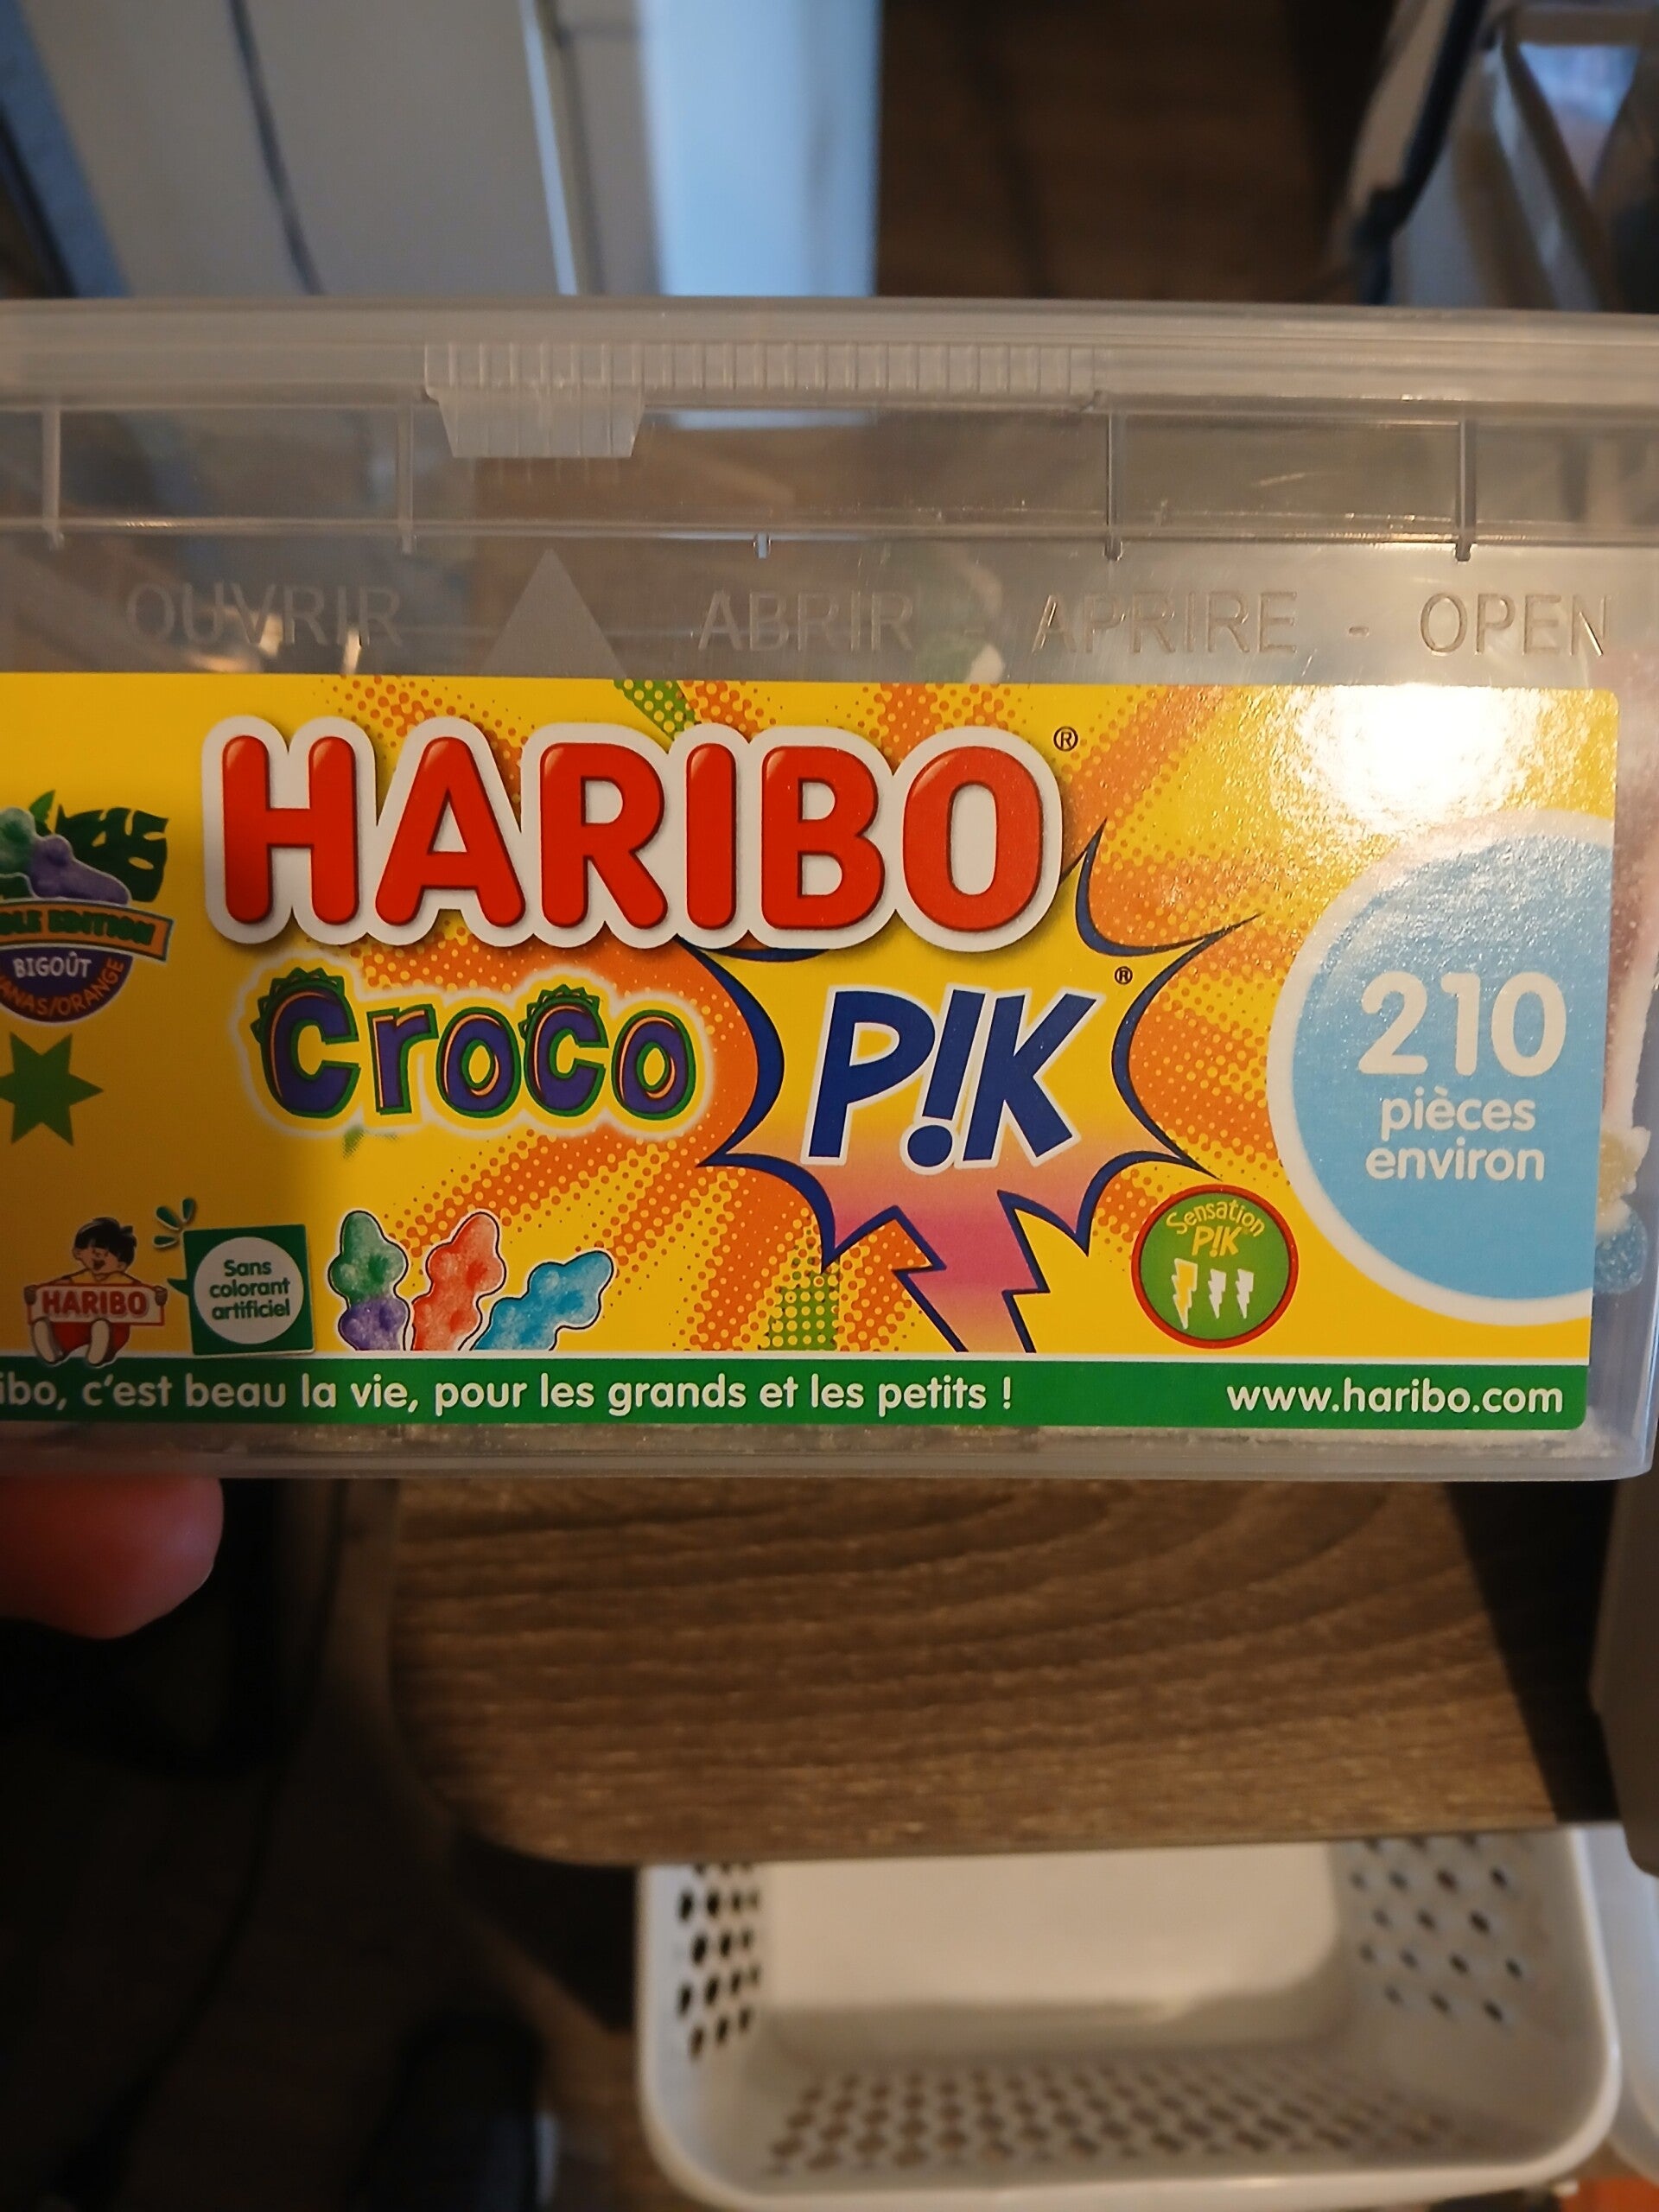 OUVRIR ABRIR - APRIRE - OPEN
HARIBO®
EDITION
BIGOÛT
Croco P!K®
210
pièces
environ
Sensation
P!K
HARIBO
Sans
colorant
artificiel
c'est beau la vie, pour les grands et les petits !
www.haribo.com